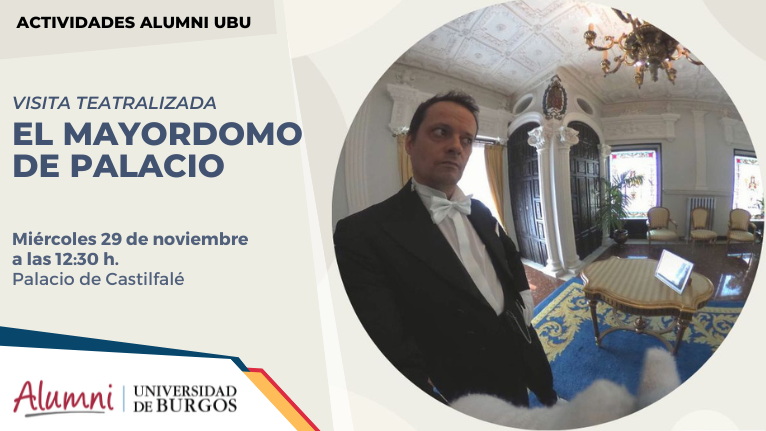 ACTIVIDADES ALUMNI UBU
VISITA TEATRALIZADA
EL MAYORDOMO
DE PALACIO
Miércoles 29 de noviembre
a las 12:30 h.
Palacio de Castilfalé
Alumni
UNIVERSIDAD
DE BURGOS